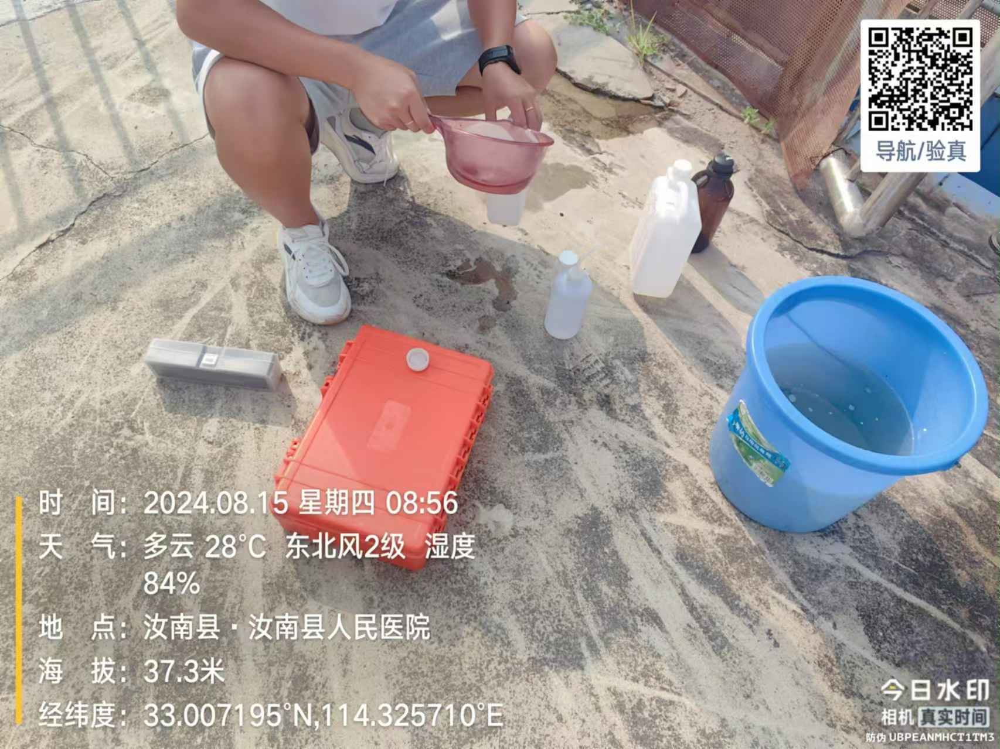 导航/验真
时 间：2024.08.15 星期四 08:56
天 气：多云 28℃ 东北风2级 湿度
84%
地 点：汝南县·汝南县人民医院
海 拔：37.3米
经纬度：33.007195°N,114.325710°E
今日水印
相机 真实时间
防伪 UBPEANMHCT1TM3